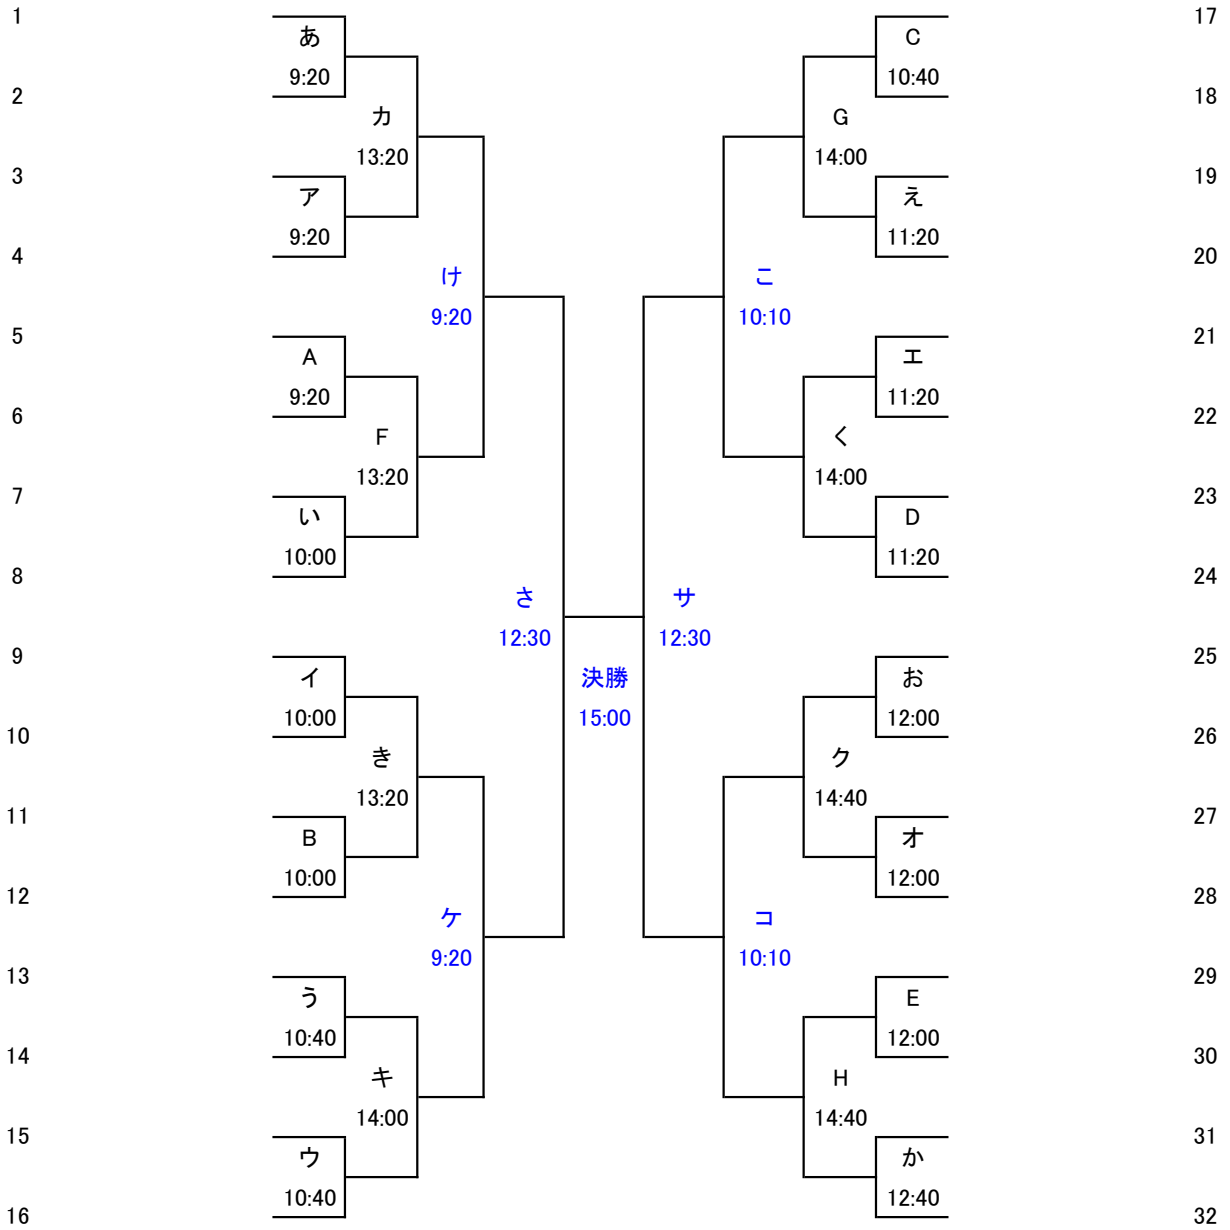 1 17
あ C
9:20 10:40
2 18
カ G
13:20 14:00
3 19
ア え
9:20 11:20
4 20
け こ
9:20 10:10
5 21
A エ
9:20 11:20
6 22
F く
13:20 14:00
7 23
い D
10:00 11:20
8 24
さ サ
12:30 12:30
9 25
イ 決勝 お
10:00 15:00 12:00
10 26
き ク
13:20 14:40
11 27
B オ
10:00 12:00
12 28
ケ コ
9:20 10:10
13 29
う E
10:40 12:00
14 30
キ H
14:00 14:40
15 31
ウ か
10:40 12:40
16 32